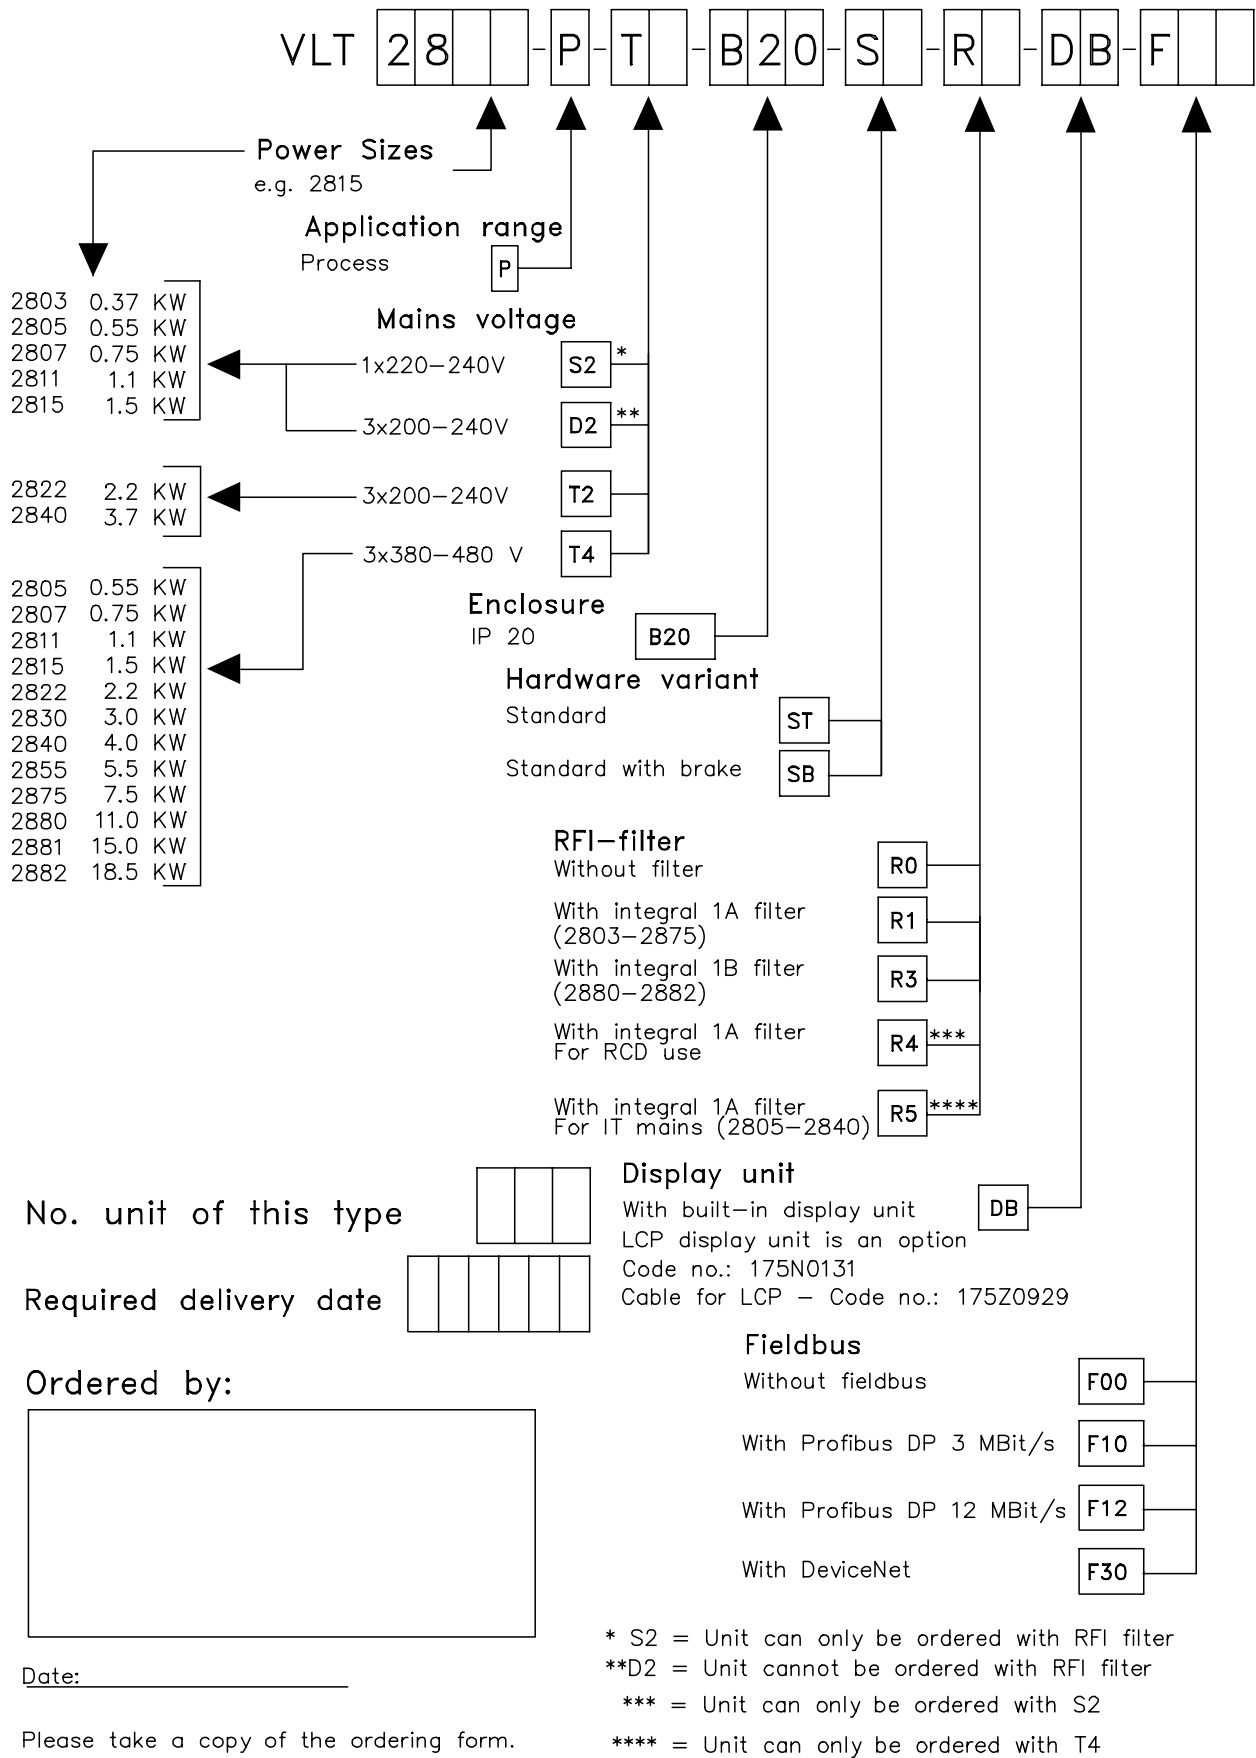 VLT 28 -P-T -B20-S -R -DB-F
Power Sizes
e.g. 2815
Application range
Process P
2803 0.37 KW
2805 0.55 KW
2807 0.75 KW
2811 1.1 KW
2815 1.5 KW
Mains voltage
1x220-240V S2 *
3x200-240V D2 **
2822 2.2 KW
2840 3.7 KW
3x200-240V T2
3x380-480 V T4
2805 0.55 KW
2807 0.75 KW
2811 1.1 KW
2815 1.5 KW
2822 2.2 KW
2830 3.0 KW
2840 4.0 KW
2855 5.5 KW
2875 7.5 KW
2880 11.0 KW
2881 15.0 KW
2882 18.5 KW
Enclosure
IP 20 B20
Hardware variant
Standard ST
Standard with brake SB
RFI-filter
Without filter R0
With integral 1A filter R1
(2803-2875)
With integral 1B filter R3
(2880-2882)
With integral 1A filter R4 ***
For RCD use
With integral 1A filter R5 ****
For IT mains (2805-2840)
Display unit
With built-in display unit DB
LCP display unit is an option
Code no.: 175N0131
Cable for LCP - Code no.: 175Z0929
No. unit of this type
Required delivery date
Ordered by:
Fieldbus
Without fieldbus F00
With Profibus DP 3 MBit/s F10
With Profibus DP 12 MBit/s F12
With DeviceNet F30
Date:
Please take a copy of the ordering form.
* S2 = Unit can only be ordered with RFI filter
**D2 = Unit cannot be ordered with RFI filter
*** = Unit can only be ordered with S2
**** = Unit can only be ordered with T4